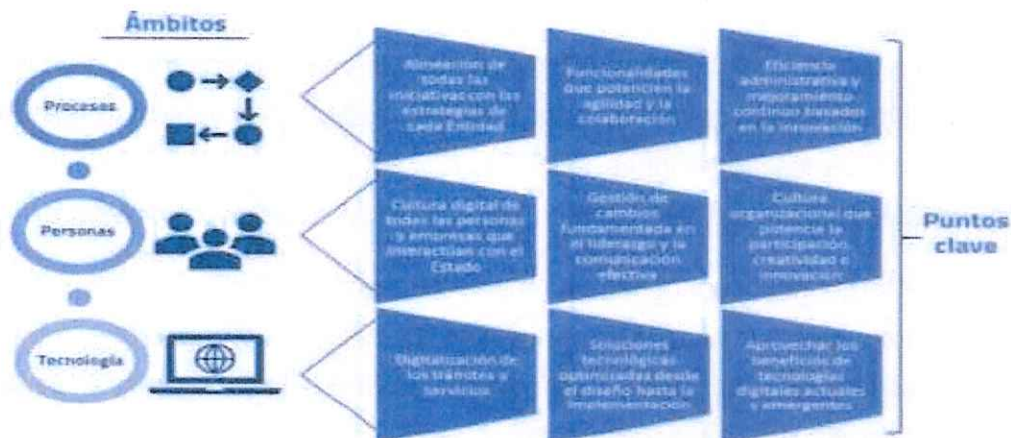 Ámbitos
Procesos
Alineación de
todas las
iniciativas con las
estrategias de
cada Entidad
Funcionalidades
que potencien la
agilidad y la
colaboración
Eficiencia
administrativa y
mejoramiento
continuo basados
en la innovación
Personas
Cultura digital de
todas las personas
y empresas que
interactúan con el
Estado
Gestión de
cambios
fundamentada en
el liderazgo y la
comunicación
efectiva
Cultura
organizacional que
potencie la
participación,
creatividad e
innovación
Puntos
clave
Tecnología
Digitalización de
los trámites y
servicios
Soluciones
tecnológicas
optimizadas desde
el diseño hasta la
implementación
Aprovechar los
beneficios de
tecnologías
digitales actuales
y emergentes